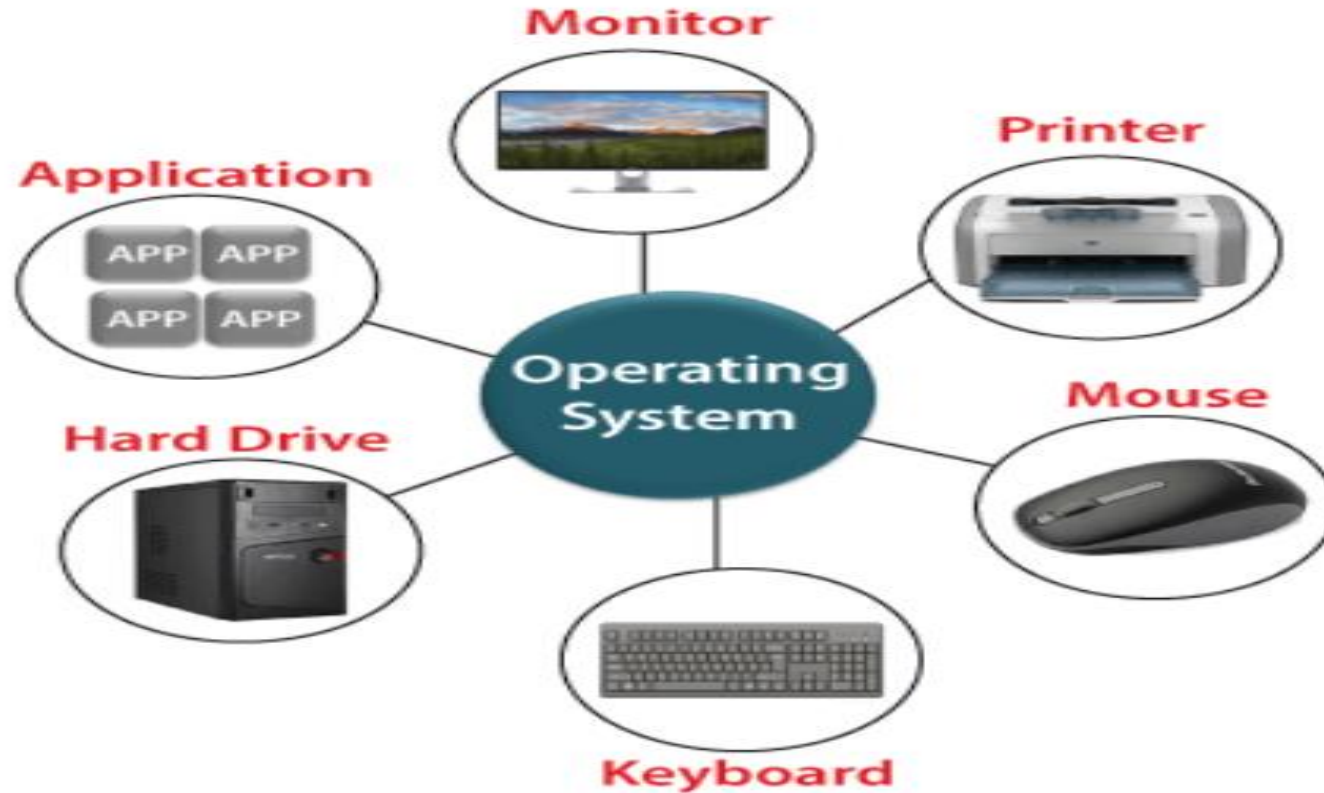 Monitor
Printer
Application
APP APP
APP APP
Operating
System
Mouse
Hard Drive
Keyboard